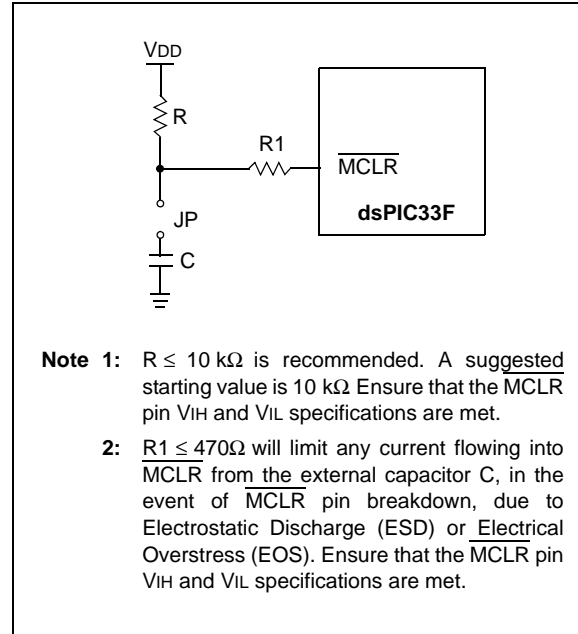 VDD
R
R1
MCLR
dsPIC33F
JP
C
Note 1: R ≤ 10 kΩ is recommended. A suggested
starting value is 10 kΩ Ensure that the MCLR
pin VIH and VIL specifications are met.
2: R1 ≤ 470Ω will limit any current flowing into
MCLR from the external capacitor C, in the
event of MCLR pin breakdown, due to
Electrostatic Discharge (ESD) or Electrical
Overstress (EOS). Ensure that the MCLR pin
VIH and VIL specifications are met.